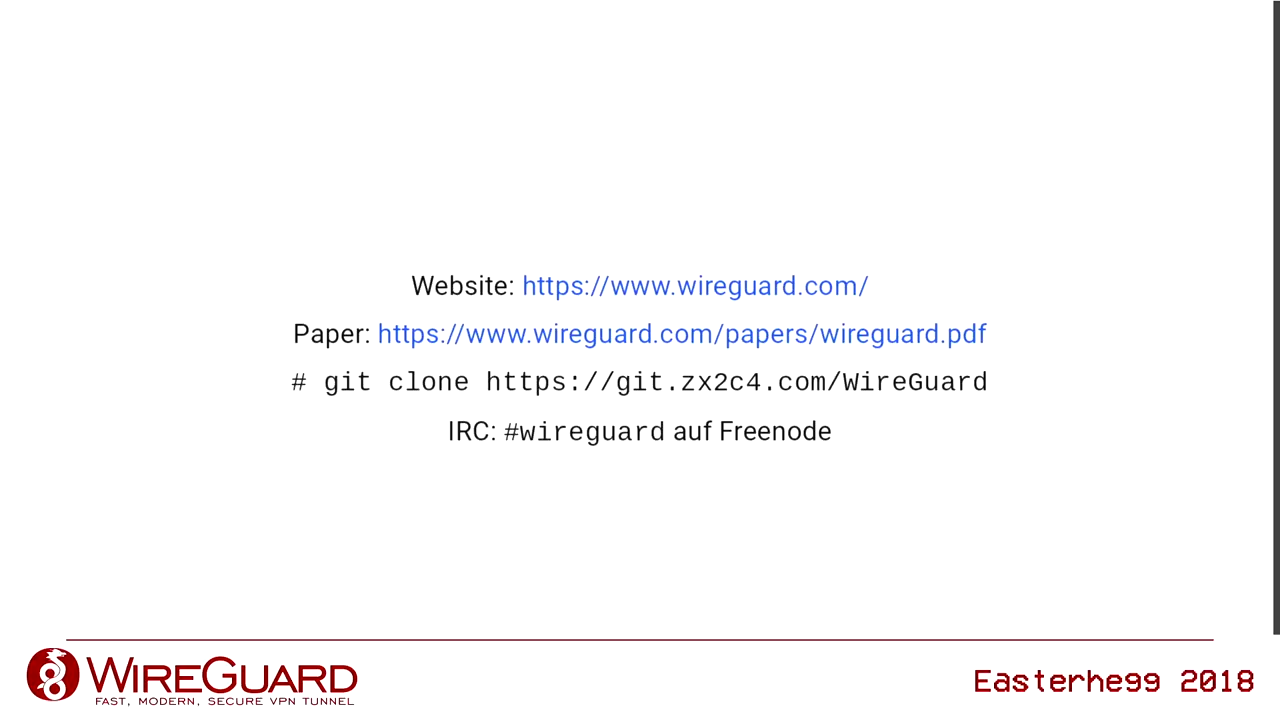 Website: https://www.wireguard.com/
Paper: https://www.wireguard.com/papers/wireguard.pdf
# git clone https://git.zx2c4.com/WireGuard
IRC: #wireguard auf Freenode
WIREGUARD
FAST, MODERN, SECURE VPN TUNNEL
Easterhegg 2018